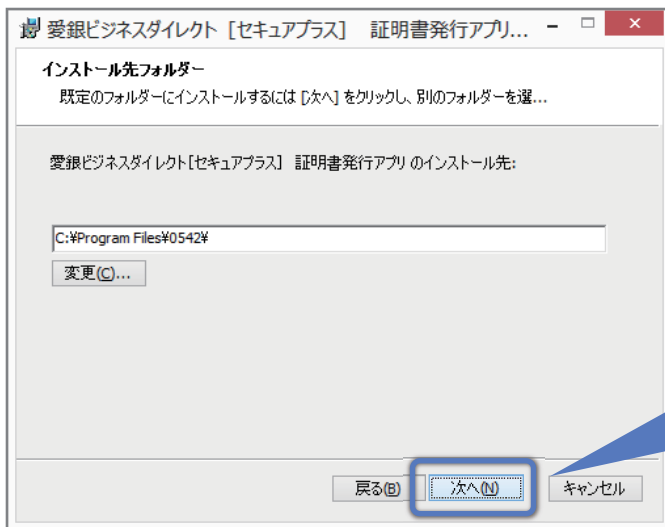 愛銀ビジネスダイレクト [セキュアプラス] 証明書発行アプリ...
インストール先フォルダー
既定のフォルダーにインストールするには [次へ] をクリックし、別のフォルダーを選...
愛銀ビジネスダイレクト[セキュアプラス] 証明書発行アプリ のインストール先:
C:¥Program Files¥0542¥
変更(C)...
戻る(B) 次へ(N) キャンセル